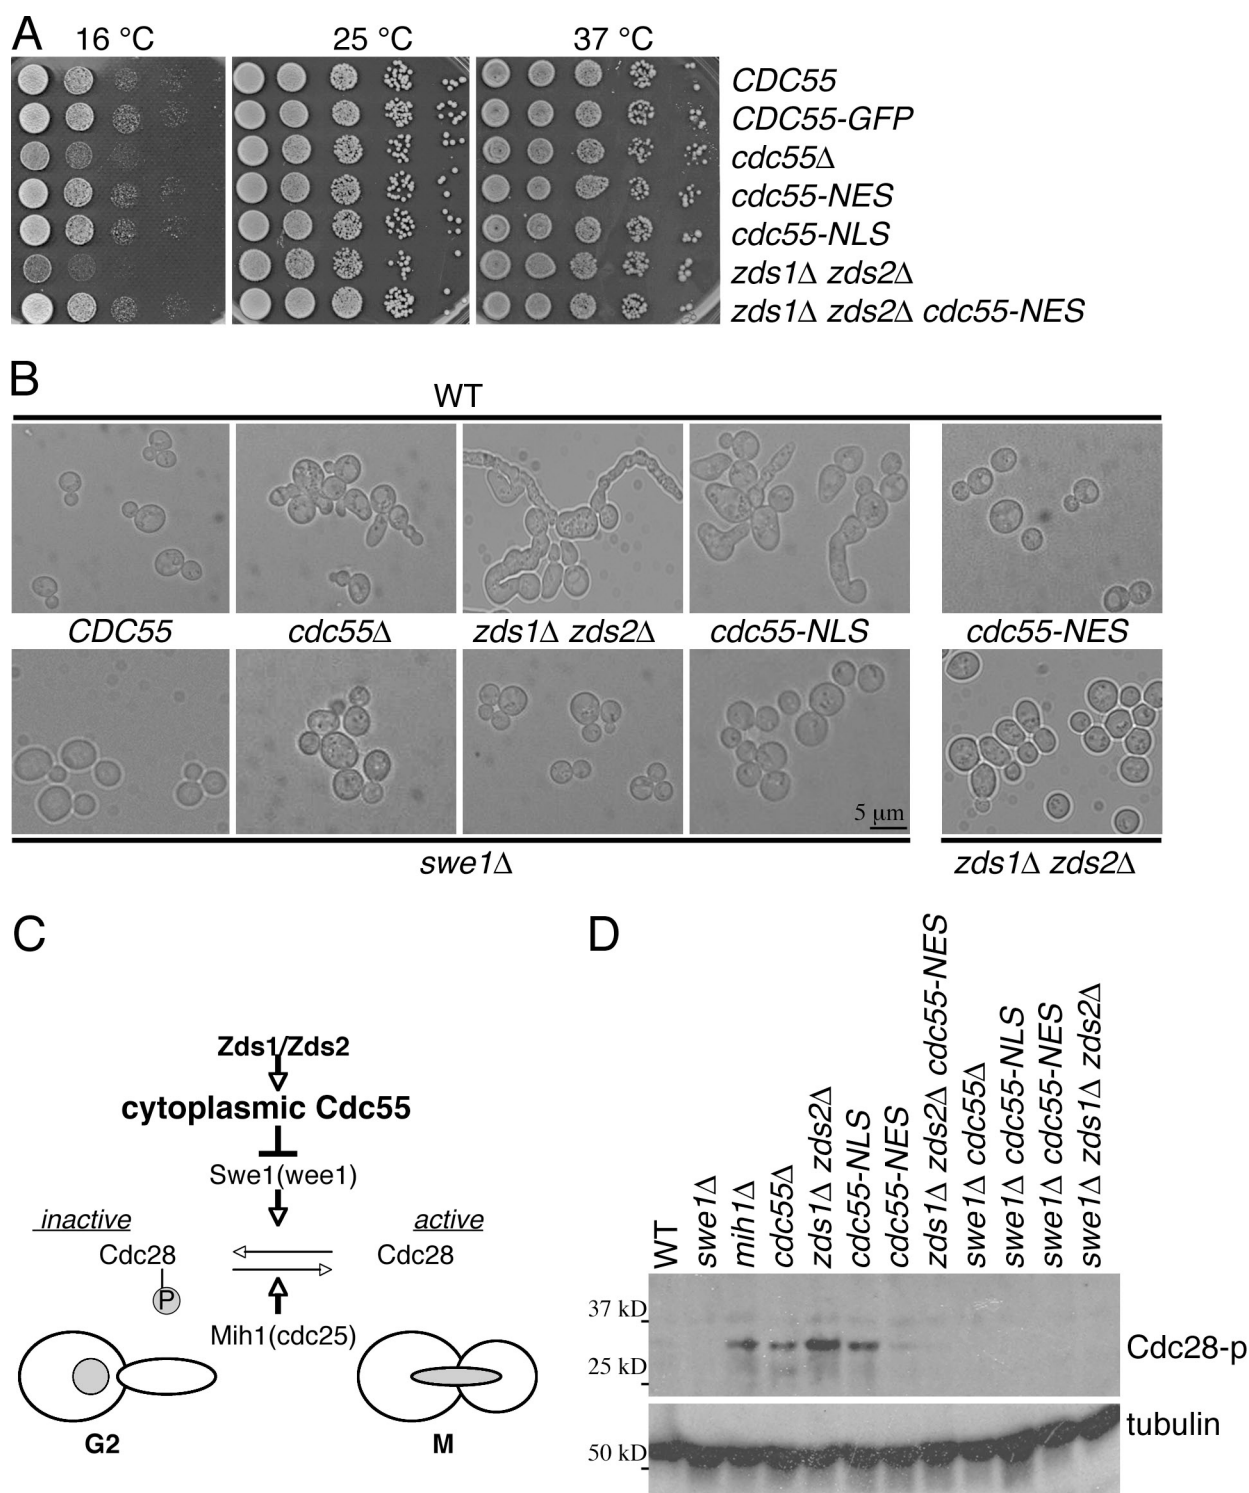 A
16 °C
25 °C
37 °C
CDC55
CDC55-GFP
cdc55Δ
cdc55-NES
cdc55-NLS
zds1Δ zds2Δ
zds1Δ zds2Δ cdc55-NES
B
WT
CDC55
cdc55Δ
zds1Δ zds2Δ
cdc55-NLS
cdc55-NES
5 μm
swe1Δ
zds1Δ zds2Δ
C
Zds1/Zds2
cytoplasmic Cdc55
Swe1(wee1)
inactive
active
Cdc28
Cdc28
P
Mih1(cdc25)
G2
M
D
WT
swe1Δ
mih1Δ
cdc55Δ
zds1Δ zds2Δ
cdc55-NLS
cdc55-NES
zds1Δ zds2Δ cdc55-NES
swe1Δ cdc55Δ
swe1Δ cdc55-NLS
swe1Δ cdc55-NES
swe1Δ zds1Δ zds2Δ
37 kD
25 kD
Cdc28-p
50 kD
tubulin